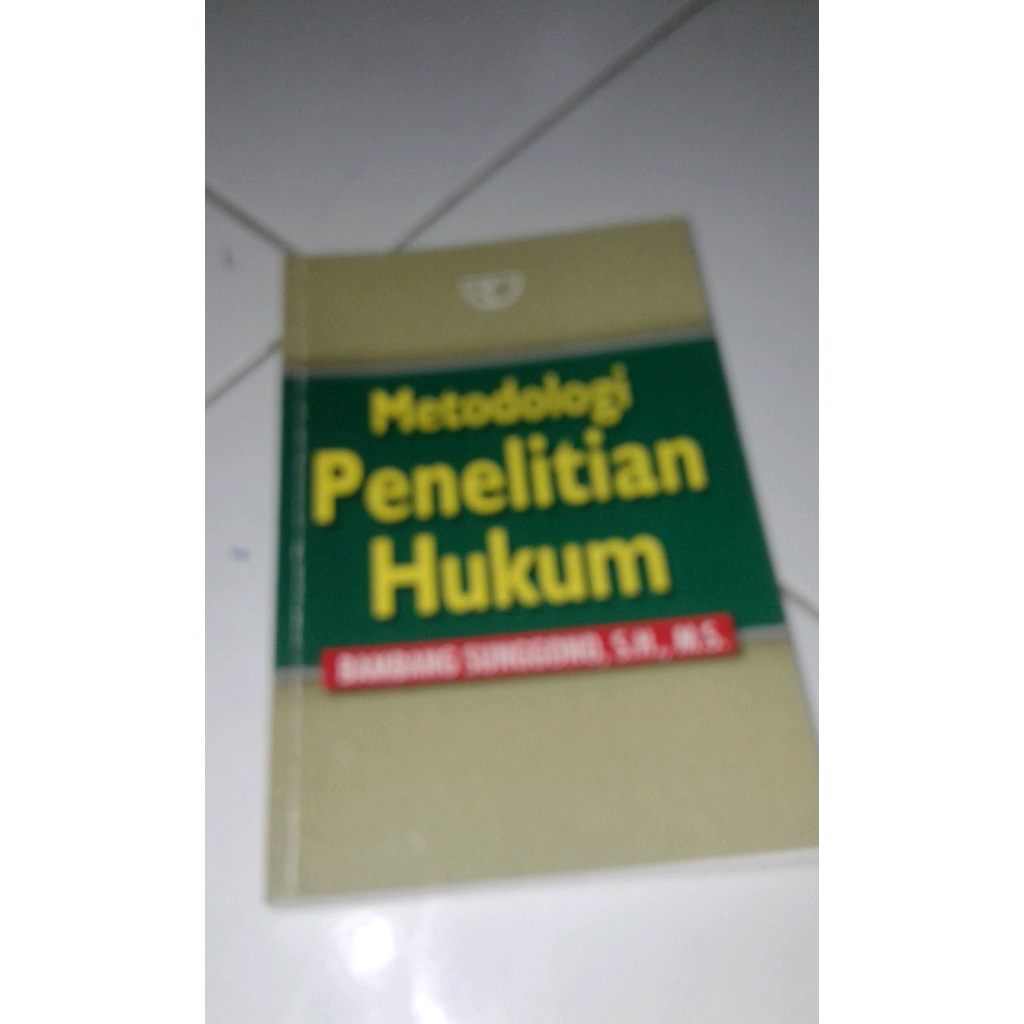 Metodologi
Penelitian
Hukum
BAMBANG SUNGGONO, S.H., M.S.